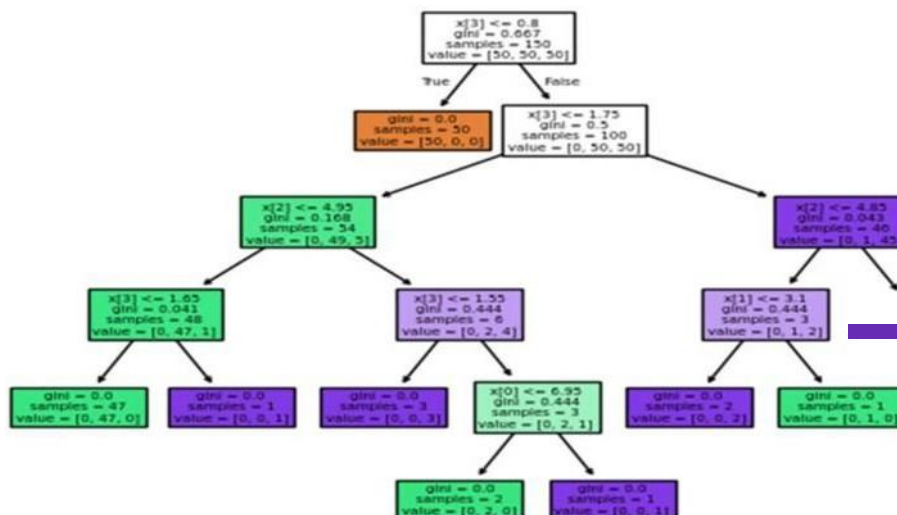 x[3] <= 0.8
gini = 0.667
samples = 150
value = [50, 50, 50]
True
False
gini = 0.0
samples = 50
value = [50, 0, 0]
x[3] <= 1.75
gini = 0.5
samples = 100
value = [0, 50, 50]
x[2] <= 4.95
gini = 0.168
samples = 54
value = [0, 49, 5]
x[2] <= 4.85
gini = 0.043
samples = 46
value = [0, 1, 45
x[3] <= 1.65
gini = 0.041
samples = 48
value = [0, 47, 1]
x[3] <= 1.55
gini = 0.444
samples = 6
value = [0, 2, 4]
x[1] <= 3.1
gini = 0.444
samples = 3
value = [0, 1, 2]
gini = 0.0
samples = 47
value = [0, 47, 0]
gini = 0.0
samples = 1
value = [0, 0, 1]
gini = 0.0
samples = 3
value = [0, 0, 3]
x[0] <= 6.95
gini = 0.444
samples = 3
value = [0, 2, 1]
gini = 0.0
samples = 2
value = [0, 0, 2]
gini = 0.0
samples = 1
value = [0, 1, 0]
gini = 0.0
samples = 2
value = [0, 2, 0]
gini = 0.0
samples = 1
value = [0, 0, 1]